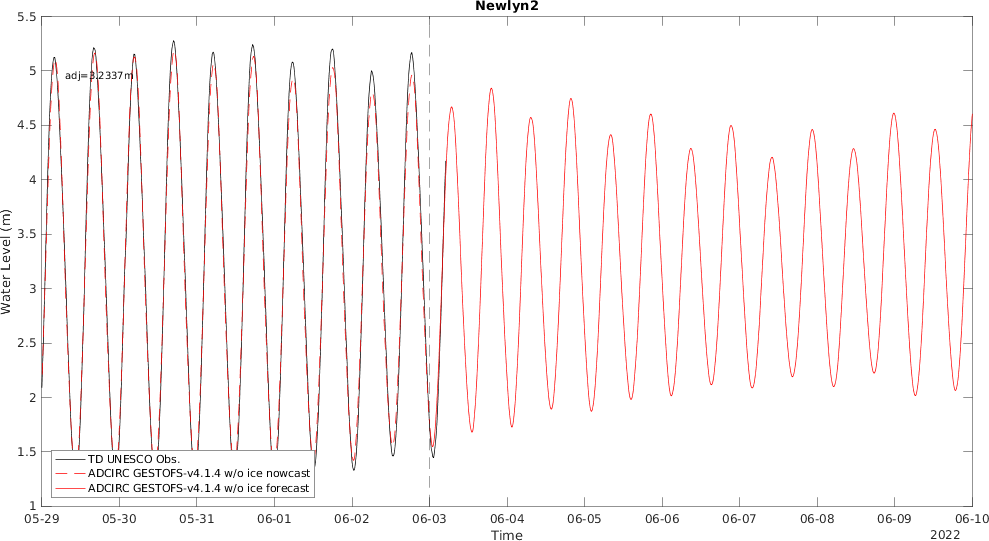 Newlyn2
5.5
5
4.5
4
3.5
3
2.5
2
1.5
1
Water Level (m)
adj=3.2337m
TD UNESCO Obs.
ADCIRC GESTOFS-v4.1.4 w/o ice nowcast
ADCIRC GESTOFS-v4.1.4 w/o ice forecast
05-29 05-30 05-31 06-01 06-02 06-03 06-04 06-05 06-06 06-07 06-08 06-09 06-10
Time
2022